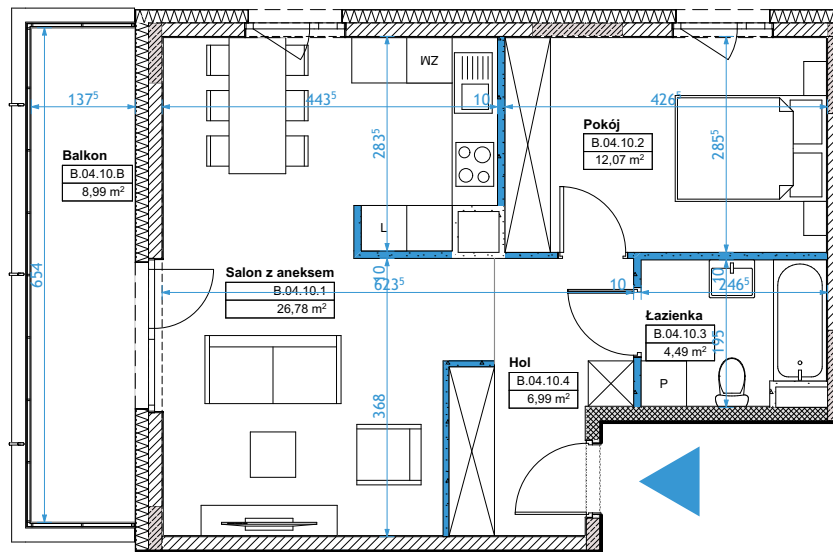 ZM
137⁵
443⁵
10
426⁵
Balkon
B.04.10.B
8,99 m²
283⁵
Pokój
B.04.10.2
12,07 m²
285⁵
L
654
Salon z aneksem
B.04.10.1
26,78 m²
10
623⁵
10
10
246⁵
Łazienka
B.04.10.3
4,49 m²
195
Hol
B.04.10.4
6,99 m²
P
368